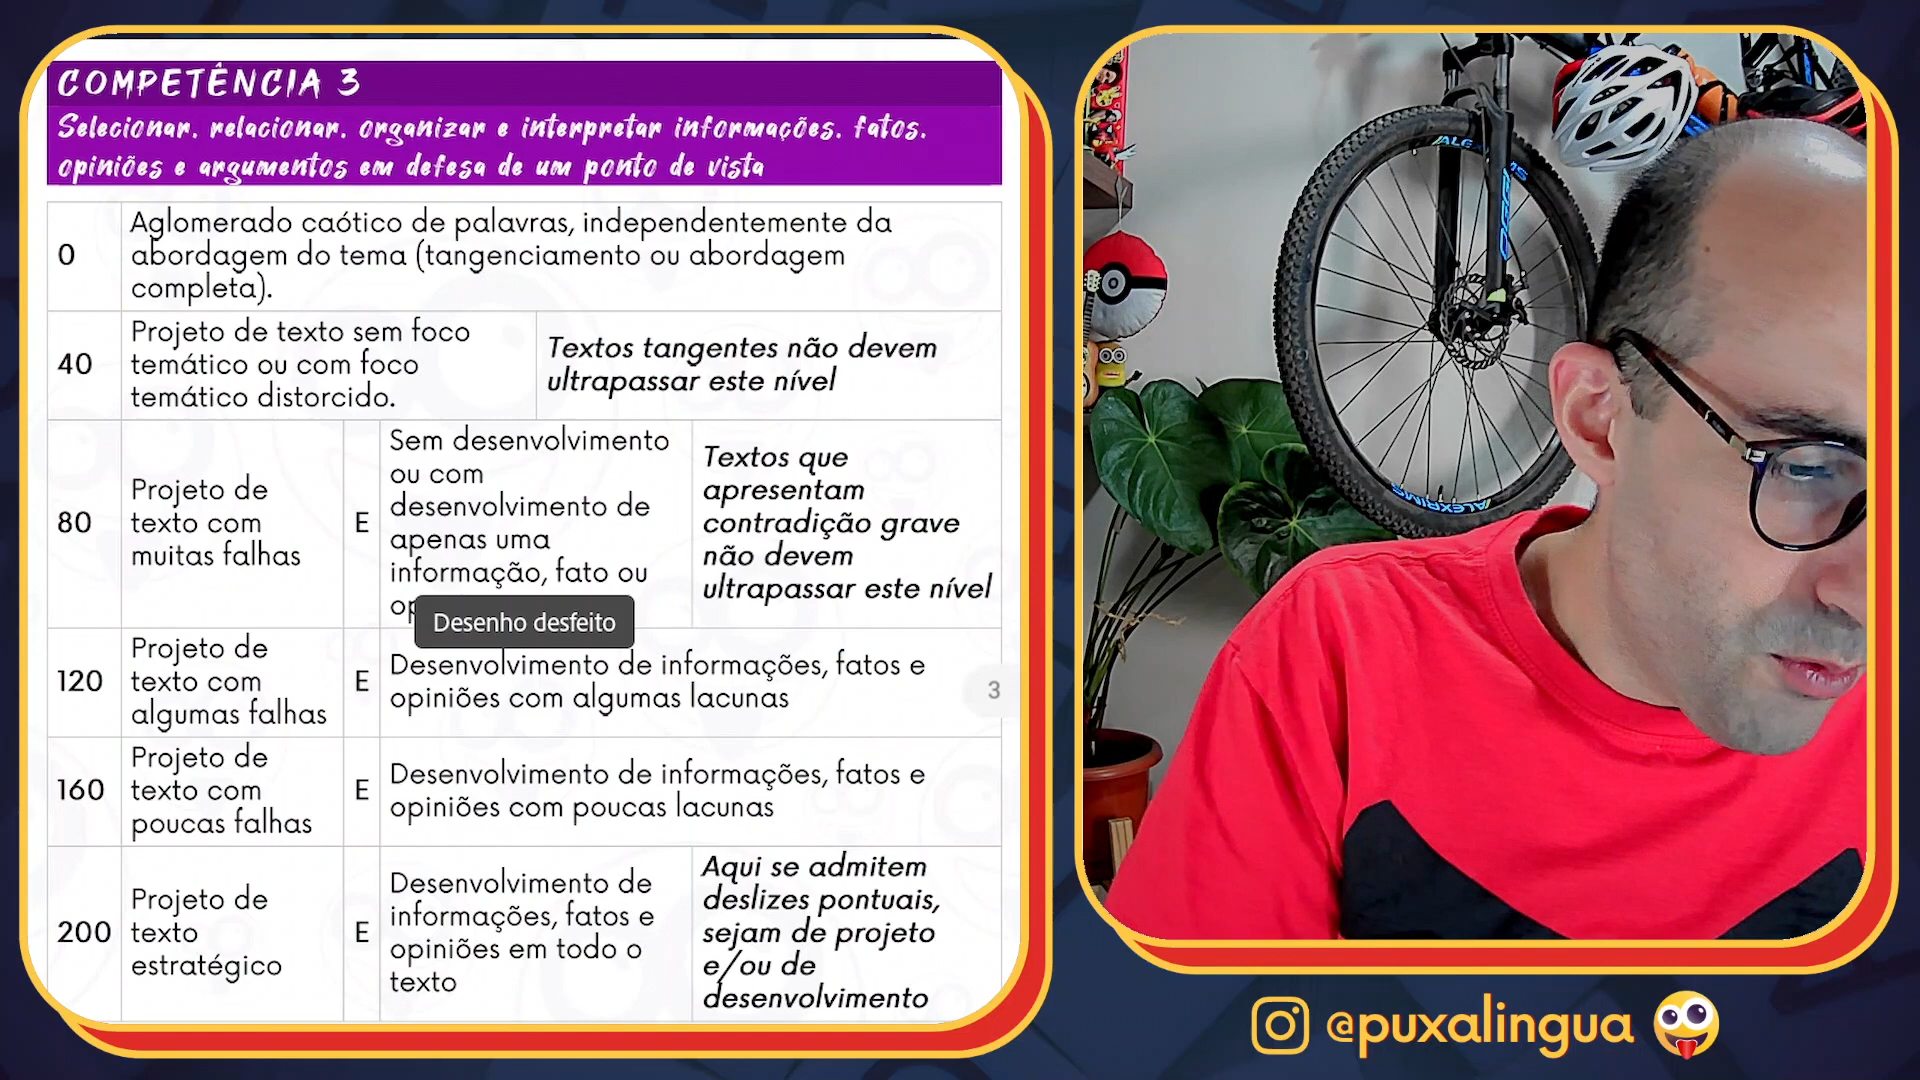 COMPETÊNCIA 3
Selecionar, relacionar, organizar e interpretar informações, fatos,
opiniões e argumentos em defesa de um ponto de vista
0
Aglomerado caótico de palavras, independentemente da
abordagem do tema (tangenciamento ou abordagem
completa).
40
Projeto de texto sem foco
temático ou com foco
temático distorcido.
Textos tangentes não devem
ultrapassar este nível
80
Projeto de
texto com
muitas falhas
E
Sem desenvolvimento
ou com
desenvolvimento de
apenas uma
informação, fato ou
Textos que
apresentam
contradição grave
não devem
ultrapassar este nível
Desenho desfeito
120
Projeto de
texto com
algumas falhas
E
Desenvolvimento de informações, fatos e
opiniões com algumas lacunas
3
160
Projeto de
texto com
poucas falhas
E
Desenvolvimento de informações, fatos e
opiniões com poucas lacunas
200
Projeto de
texto
estratégico
E
Desenvolvimento de
informações, fatos e
opiniões em todo o
texto
Aqui se admitem
deslizes pontuais,
sejam de projeto
e/ou de
desenvolvimento
ALEXRIMS
@puxalingua